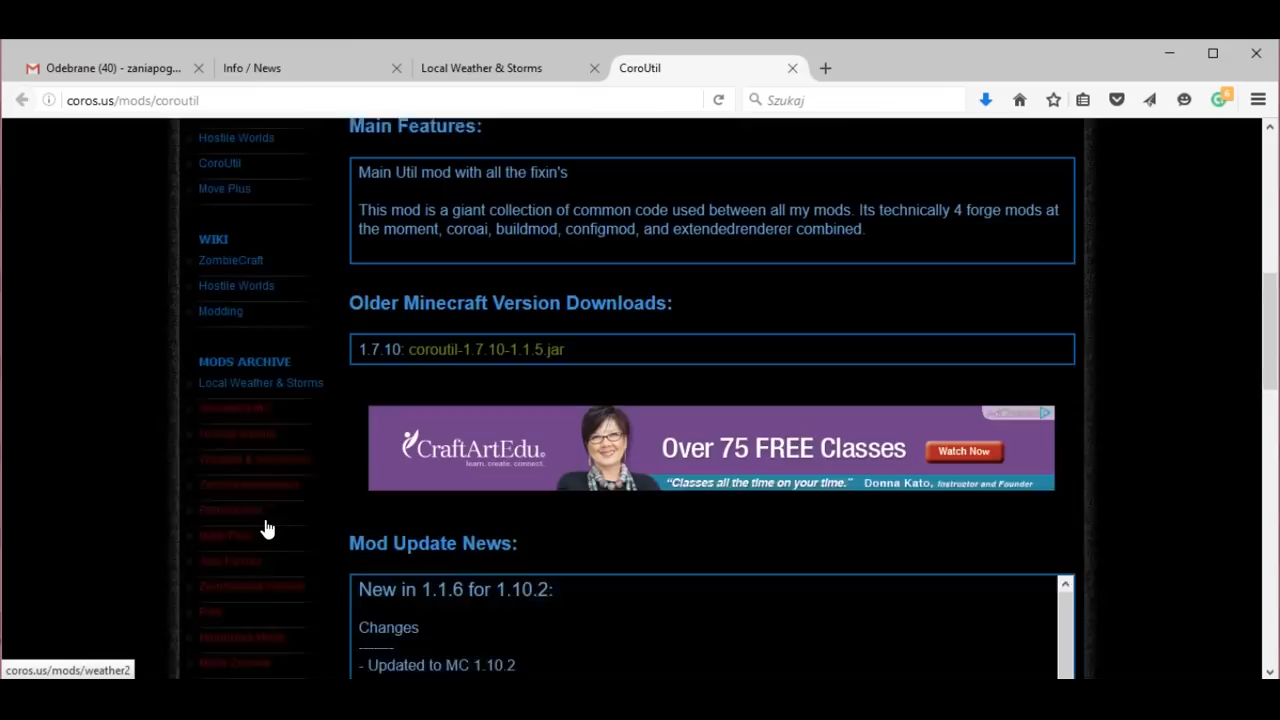 Odebrane (40) - zaniapog...
Info / News
Local Weather & Storms
CoroUtil
coros.us/mods/coroutil
Szukaj
6
Hostile Worlds
CoroUtil
Move Plus
WIKI
ZombieCraft
Hostile Worlds
Modding
MODS ARCHIVE
Local Weather & Storms
Main Features:
Main Util mod with all the fixin's
This mod is a giant collection of common code used between all my mods. Its technically 4 forge mods at
the moment, coroai, buildmod, configmod, and extendedrenderer combined.
Older Minecraft Version Downloads:
1.7.10: coroutil-1.7.10-1.1.5.jar
CraftArtEdu
learn. create. connect.
Over 75 FREE Classes
Watch Now
"Classes all the time on your time." Donna Kato, Instructor and Founder
Mod Update News:
New in 1.1.6 for 1.10.2:
Changes
-------
- Updated to MC 1.10.2
coros.us/mods/weather2